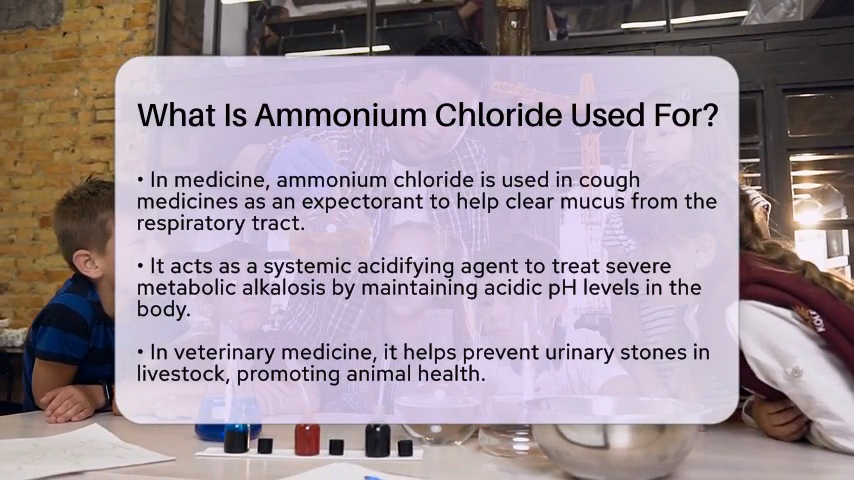 What Is Ammonium Chloride Used For?
• In medicine, ammonium chloride is used in cough
medicines as an expectorant to help clear mucus from the
respiratory tract.
• It acts as a systemic acidifying agent to treat severe
metabolic alkalosis by maintaining acidic pH levels in the
body.
• In veterinary medicine, it helps prevent urinary stones in
livestock, promoting animal health.